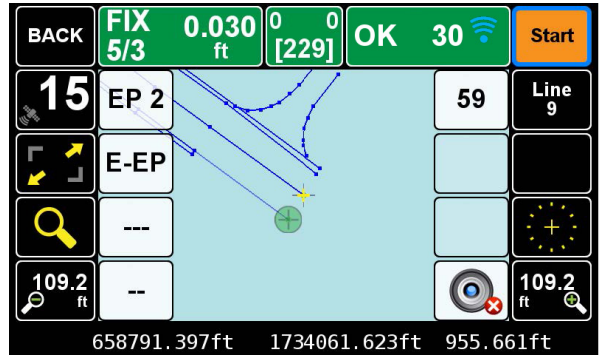 BACK
FIX 0.030
5/3 ft
0 0
[229]
OK 30
Start
15
EP 2
59
Line
9
E-EP
---
109.2
ft
--
109.2
ft
658791.397ft 1734061.623ft 955.661ft